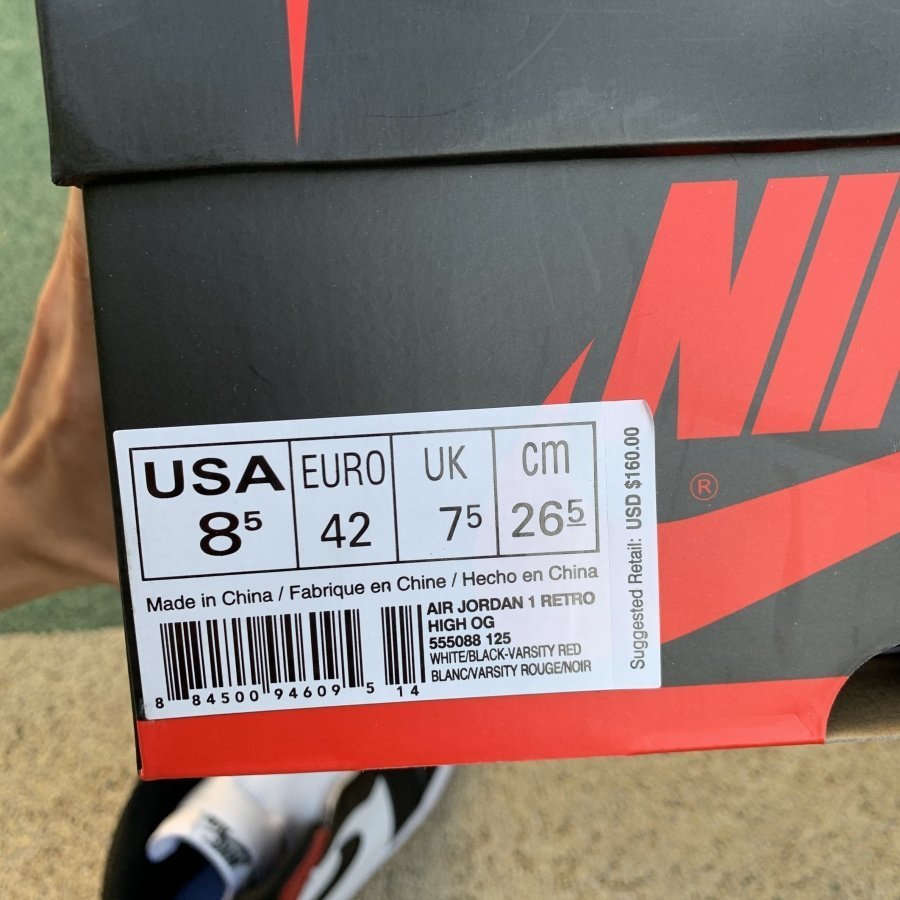 NI
®
USA EURO UK cm
8⁵ 42 7⁵ 26⁵
Made in China / Fabrique en Chine / Hecho en China
AIR JORDAN 1 RETRO
HIGH OG
555088 125
WHITE/BLACK-VARSITY RED
BLANC/VARSITY ROUGE/NOIR
8 84500 94609 5 14
Suggested Retail: USD $160.00